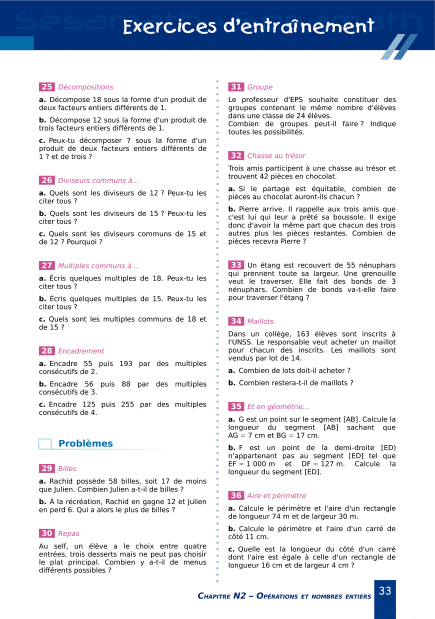 Exercices d'entraînement
25 Décompositions
a. Décompose 18 sous la forme d'un produit de
deux facteurs entiers différents de 1.
b. Décompose 12 sous la forme d'un produit de
trois facteurs entiers différents de 1.
c. Peux-tu décomposer 7 sous la forme d'un
produit de deux facteurs entiers différents de
1 ? et de trois ?
26 Diviseurs communs à...
a. Quels sont les diviseurs de 12 ? Peux-tu les
citer tous ?
b. Quels sont les diviseurs de 15 ? Peux-tu les
citer tous ?
c. Quels sont les diviseurs communs de 15 et
de 12 ? Pourquoi ?
27 Multiples communs à ...
a. Écris quelques multiples de 18. Peux-tu les
citer tous ?
b. Écris quelques multiples de 15. Peux-tu les
citer tous ?
c. Quels sont les multiples communs de 18 et
de 15 ?
28 Encadrement
a. Encadre 55 puis 193 par des multiples
consécutifs de 2.
b. Encadre 56 puis 88 par des multiples
consécutifs de 3.
c. Encadre 125 puis 255 par des multiples
consécutifs de 4.
Problèmes
29 Billes
a. Rachid possède 58 billes, soit 17 de moins
que Julien. Combien Julien a-t-il de billes ?
b. À la récréation, Rachid en gagne 12 et Julien
en perd 6. Qui a alors le plus de billes ?
30 Repas
Au self, un élève a le choix entre quatre
entrées, trois desserts mais ne peut pas choisir
le plat principal. Combien y a-t-il de menus
différents possibles ?
31 Groupe
Le professeur d'EPS souhaite constituer des
groupes contenant le même nombre d'élèves
dans une classe de 24 élèves.
Combien de groupes peut-il faire ? Indique
toutes les possibilités.
32 Chasse au trésor
Trois amis participent à une chasse au trésor et
trouvent 42 pièces en chocolat.
a. Si le partage est équitable, combien de
pièces au chocolat auront-ils chacun ?
b. Pierre arrive. Il rappelle aux trois amis que
c'est lui qui leur a prêté sa boussole. Il exige
donc d'avoir la même part que chacun des trois
autres plus les pièces restantes. Combien de
pièces recevra Pierre ?
33 Un étang est recouvert de 55 nénuphars
qui prennent toute sa largeur. Une grenouille
veut le traverser. Elle fait des bonds de 3
nénuphars. Combien de bonds va-t-elle faire
pour traverser l'étang ?
34 Maillots
Dans un collège, 163 élèves sont inscrits à
l'UNSS. Le responsable veut acheter un maillot
pour chacun des inscrits. Les maillots sont
vendus par lot de 14.
a. Combien de lots doit-il acheter ?
b. Combien restera-t-il de maillots ?
35 Et en géométrie...
a. G est un point sur le segment [AB]. Calcule la
longueur du segment [AB] sachant que
AG = 7 cm et BG = 17 cm.
b. F est un point de la demi-droite [ED)
n'appartenant pas au segment [ED] tel que
EF = 1 000 m et DF = 127 m. Calcule la
longueur du segment [ED].
36 Aire et périmètre
a. Calcule le périmètre et l'aire d'un rectangle
de longueur 74 m et de largeur 30 m.
b. Calcule le périmètre et l'aire d'un carré de
côté 11 cm.
c. Quelle est la longueur du côté d'un carré
dont l'aire est égale à celle d'un rectangle de
longueur 16 cm et de largeur 4 cm ?
CHAPITRE N2 – OPÉRATIONS ET NOMBRES ENTIERS 33